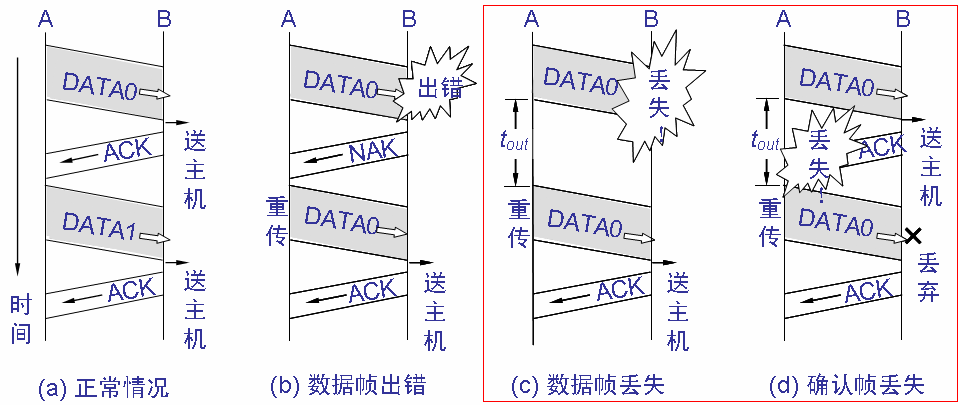 A B
DATA0
送主机
ACK
DATA1
送主机
ACK
时间
(a) 正常情况
A B
DATA0
出错
NAK
重传
DATA0
送主机
ACK
(b) 数据帧出错
A B
DATA0
丢失!
tout
重传
DATA0
送主机
ACK
(c) 数据帧丢失
A B
DATA0
tout
丢失!
ACK
送主机
重传
DATA0
丢弃
ACK
(d) 确认帧丢失